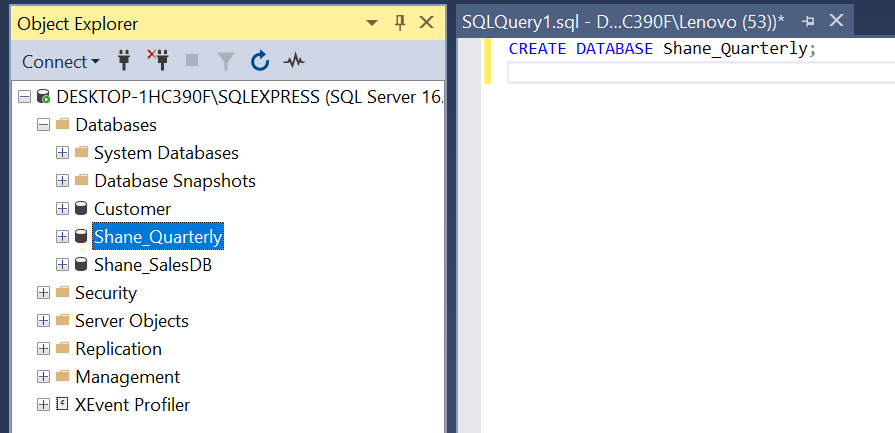 Object Explorer
Connect
DESKTOP-1HC390F\SQLEXPRESS (SQL Server 16.
Databases
System Databases
Database Snapshots
Customer
Shane_Quarterly
Shane_SalesDB
Security
Server Objects
Replication
Management
XEvent Profiler
SQLQuery1.sql - D...C390F\Lenovo (53))*
CREATE DATABASE Shane_Quarterly;